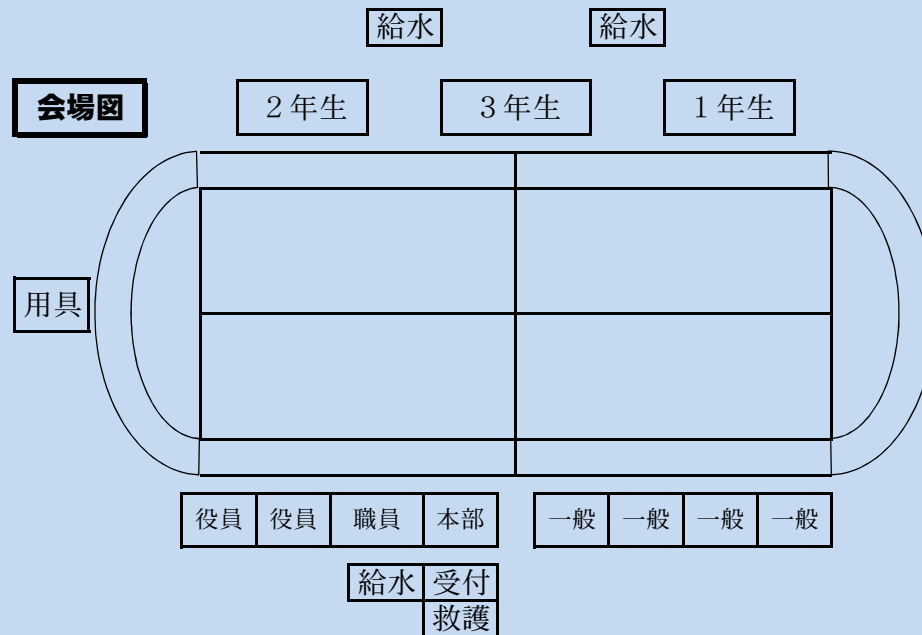 給水 給水
会場図 ２年生 ３年生 １年生
用具
役員 役員 職員 本部 一般 一般 一般 一般
給水 受付
救護